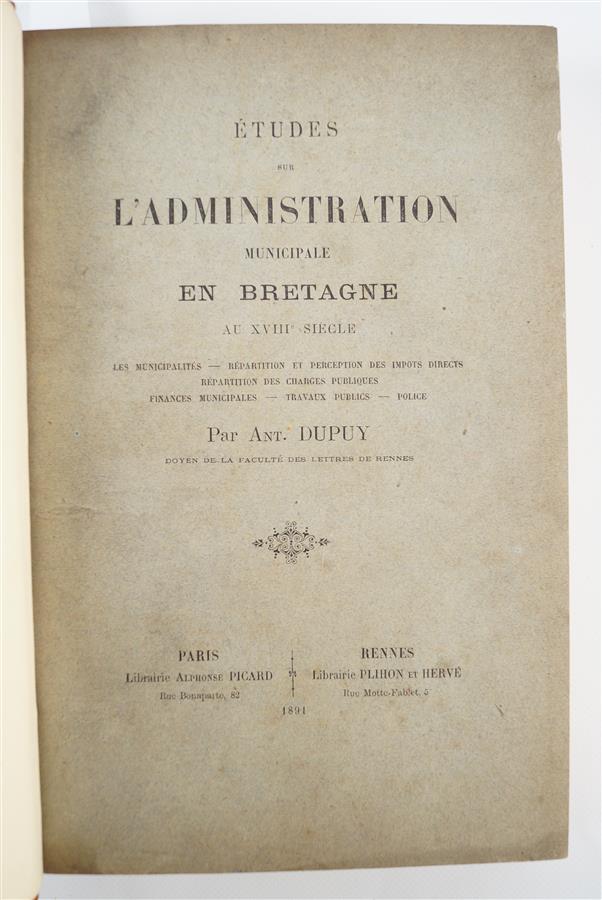 ÉTUDES
SUR
L'ADMINISTRATION
MUNICIPALE
EN BRETAGNE
AU XVIIIe SIECLE
LES MUNICIPALITÉS — RÉPARTITION ET PERCEPTION DES IMPOTS DIRECTS
RÉPARTITION DES CHARGES PUBLIQUES
FINANCES MUNICIPALES — TRAVAUX PUBLICS — POLICE
Par ANT. DUPUY
DOYEN DE LA FACULTÉ DES LETTRES DE RENNES
PARIS
Librairie ALPHONSE PICARD
Rue Bonaparte, 82
RENNES
Librairie PLIHON ET HERVÉ
Rue Motte-Fablet, 5
1891